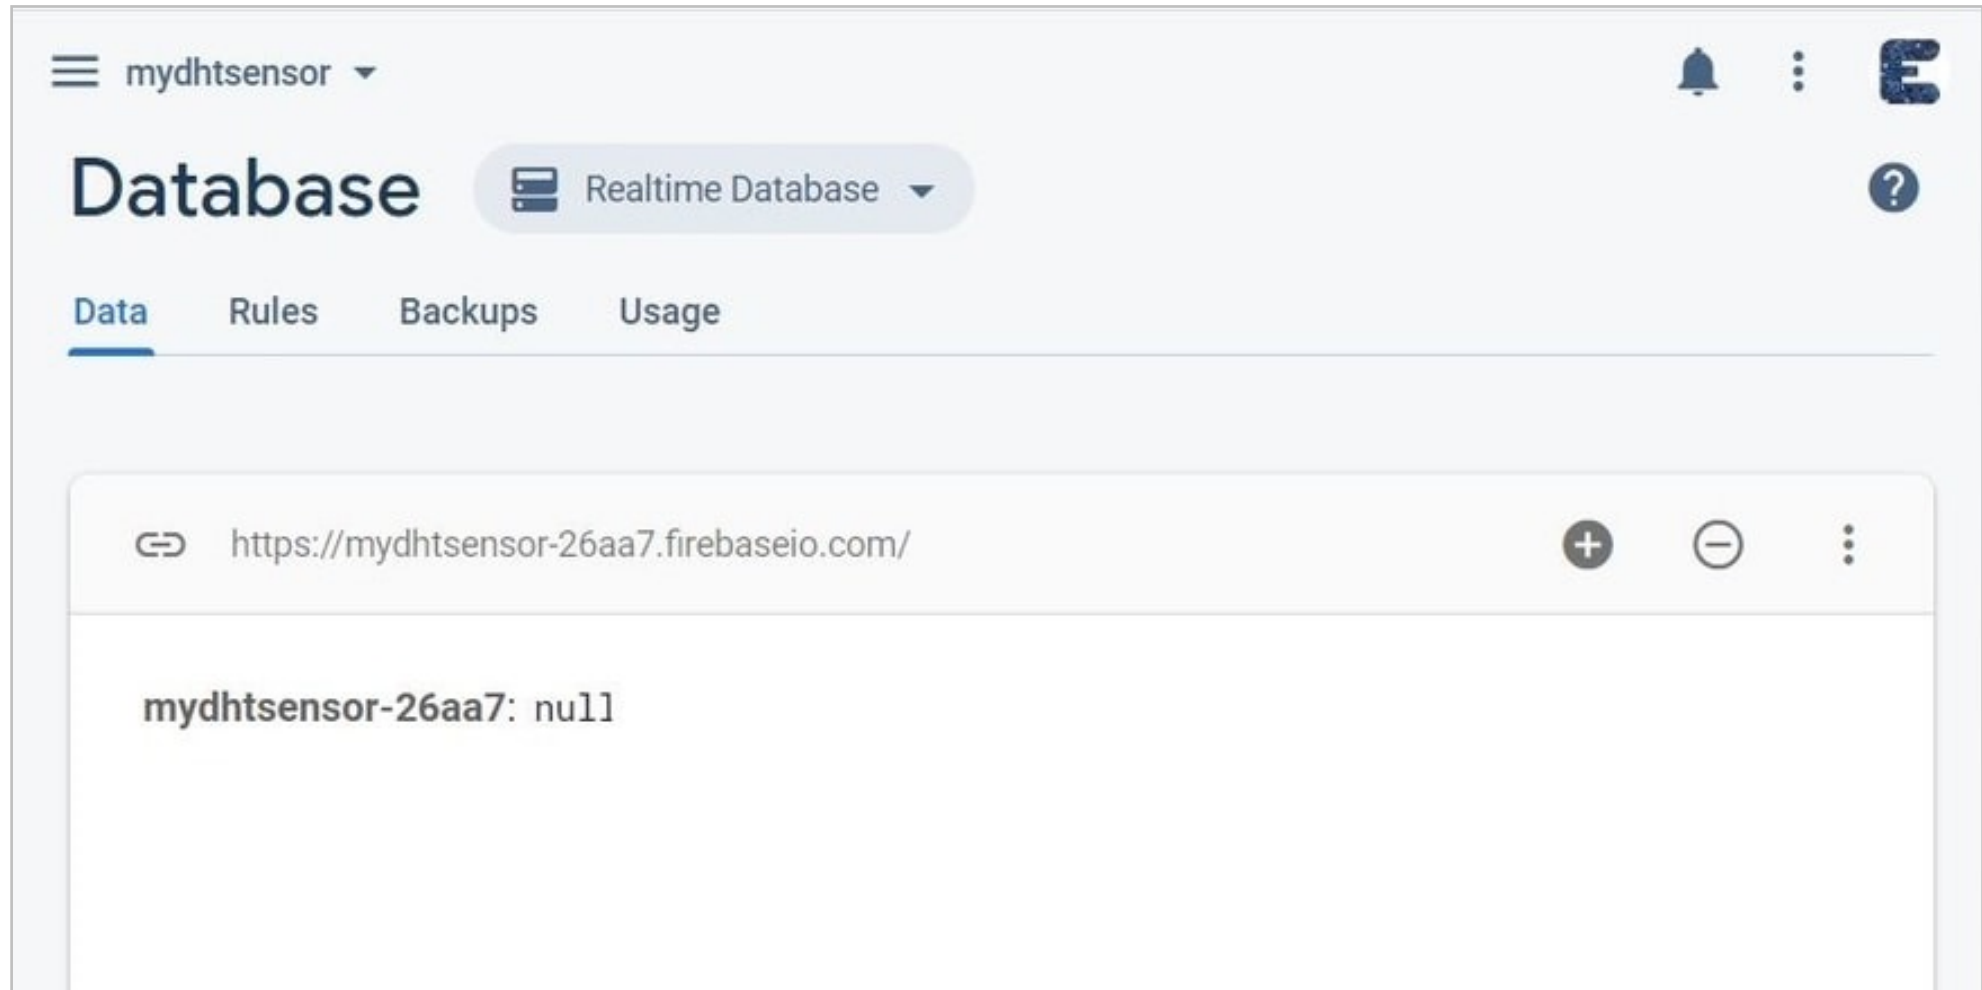 mydhtsensor
E
Database Realtime Database
Data Rules Backups Usage
https://mydhtsensor-26aa7.firebaseio.com/
mydhtsensor-26aa7: null